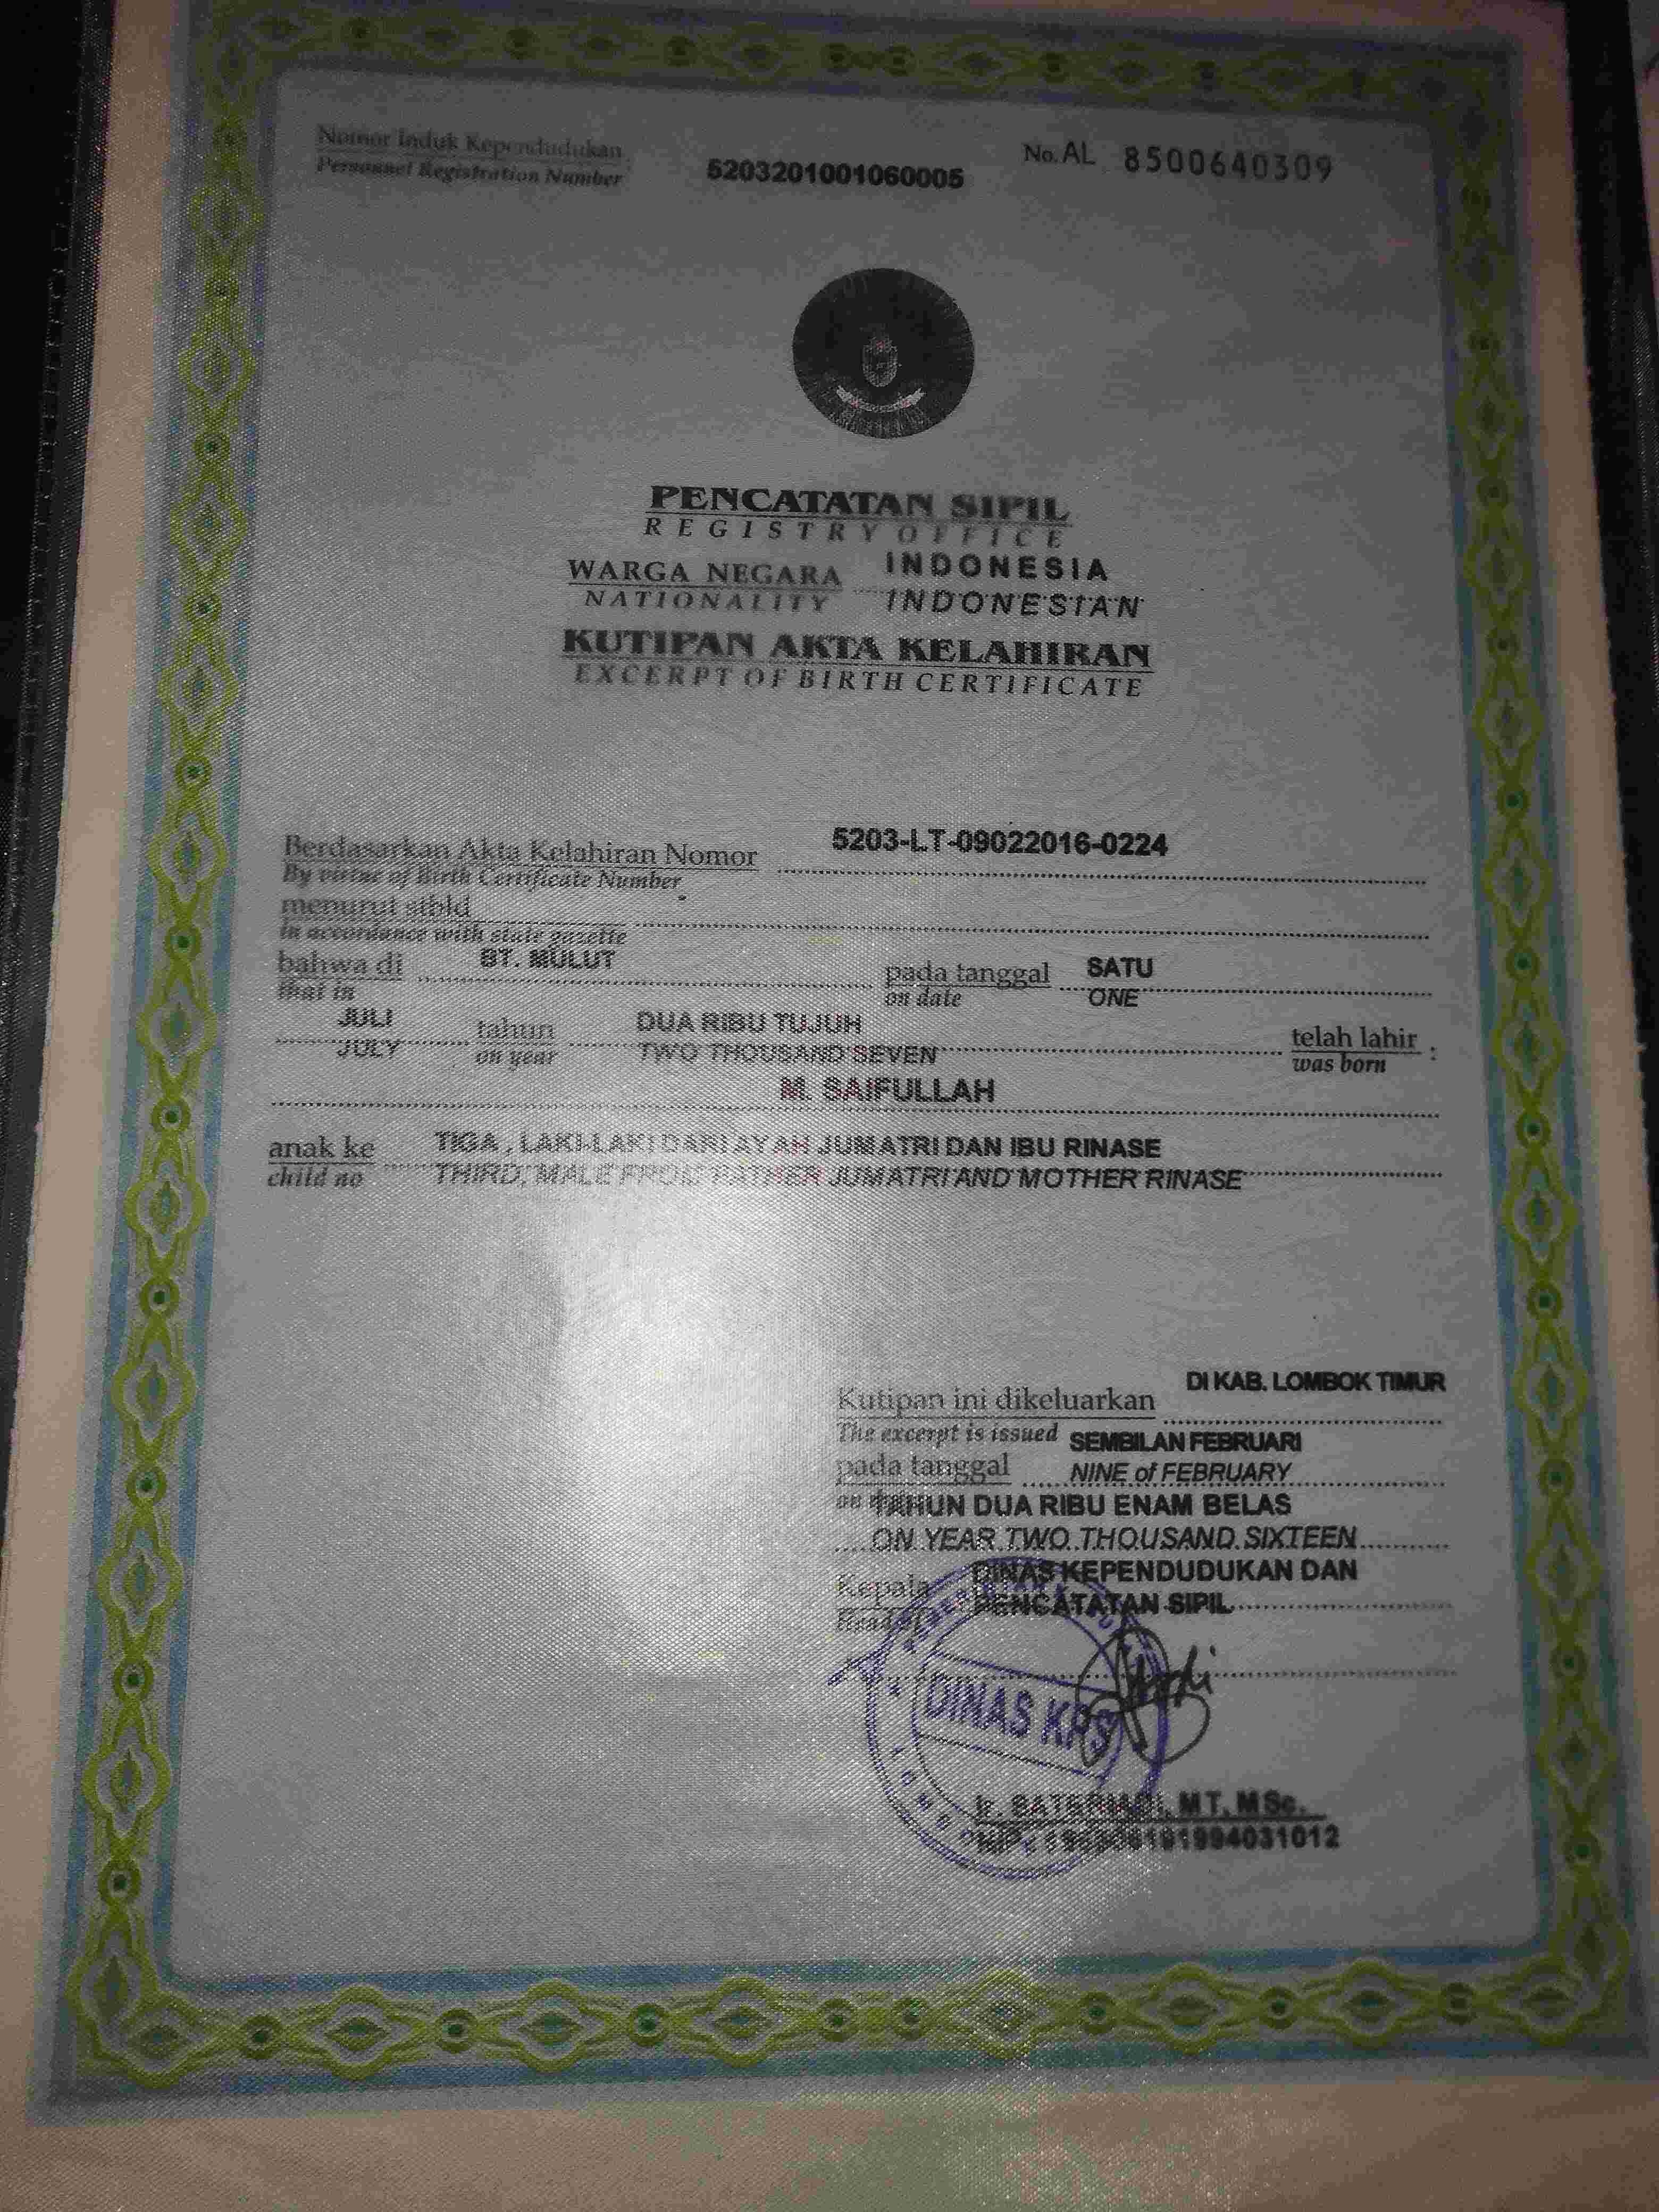 Nomor Induk Kependudukan
Personnel Registration Number
5203201001060005
No. AL 8500640309
PENCATATAN SIPIL
REGISTRY OFFICE
WARGA NEGARA INDONESIA
NATIONALITY INDONESIAN
KUTIPAN AKTA KELAHIRAN
EXCERPT OF BIRTH CERTIFICATE
Berdasarkan Akta Kelahiran Nomor 5203-LT-09022016-0224
By virtue of Birth Certificate Number
menurut stbld
in accordance with state gazette
bahwa di BT. MULUT pada tanggal SATU
that in on date ONE
JULI tahun DUA RIBU TUJUH telah lahir :
JULY on year TWO THOUSAND SEVEN was born
M. SAIFULLAH
anak ke TIGA , LAKI-LAKI DARI AYAH JUMATRI DAN IBU RINASE
child no THIRD, MALE FROM FATHER JUMATRI AND MOTHER RINASE
Kutipan ini dikeluarkan DI KAB. LOMBOK TIMUR
The excerpt is issued SEMBILAN FEBRUARI
pada tanggal NINE of FEBRUARY
on TAHUN DUA RIBU ENAM BELAS
ON YEAR TWO THOUSAND SIXTEEN
Kepala DINAS KEPENDUDUKAN DAN
Head of PENCATATAN SIPIL
DINAS KPS
Ir. M T, M Sc.
NIP.